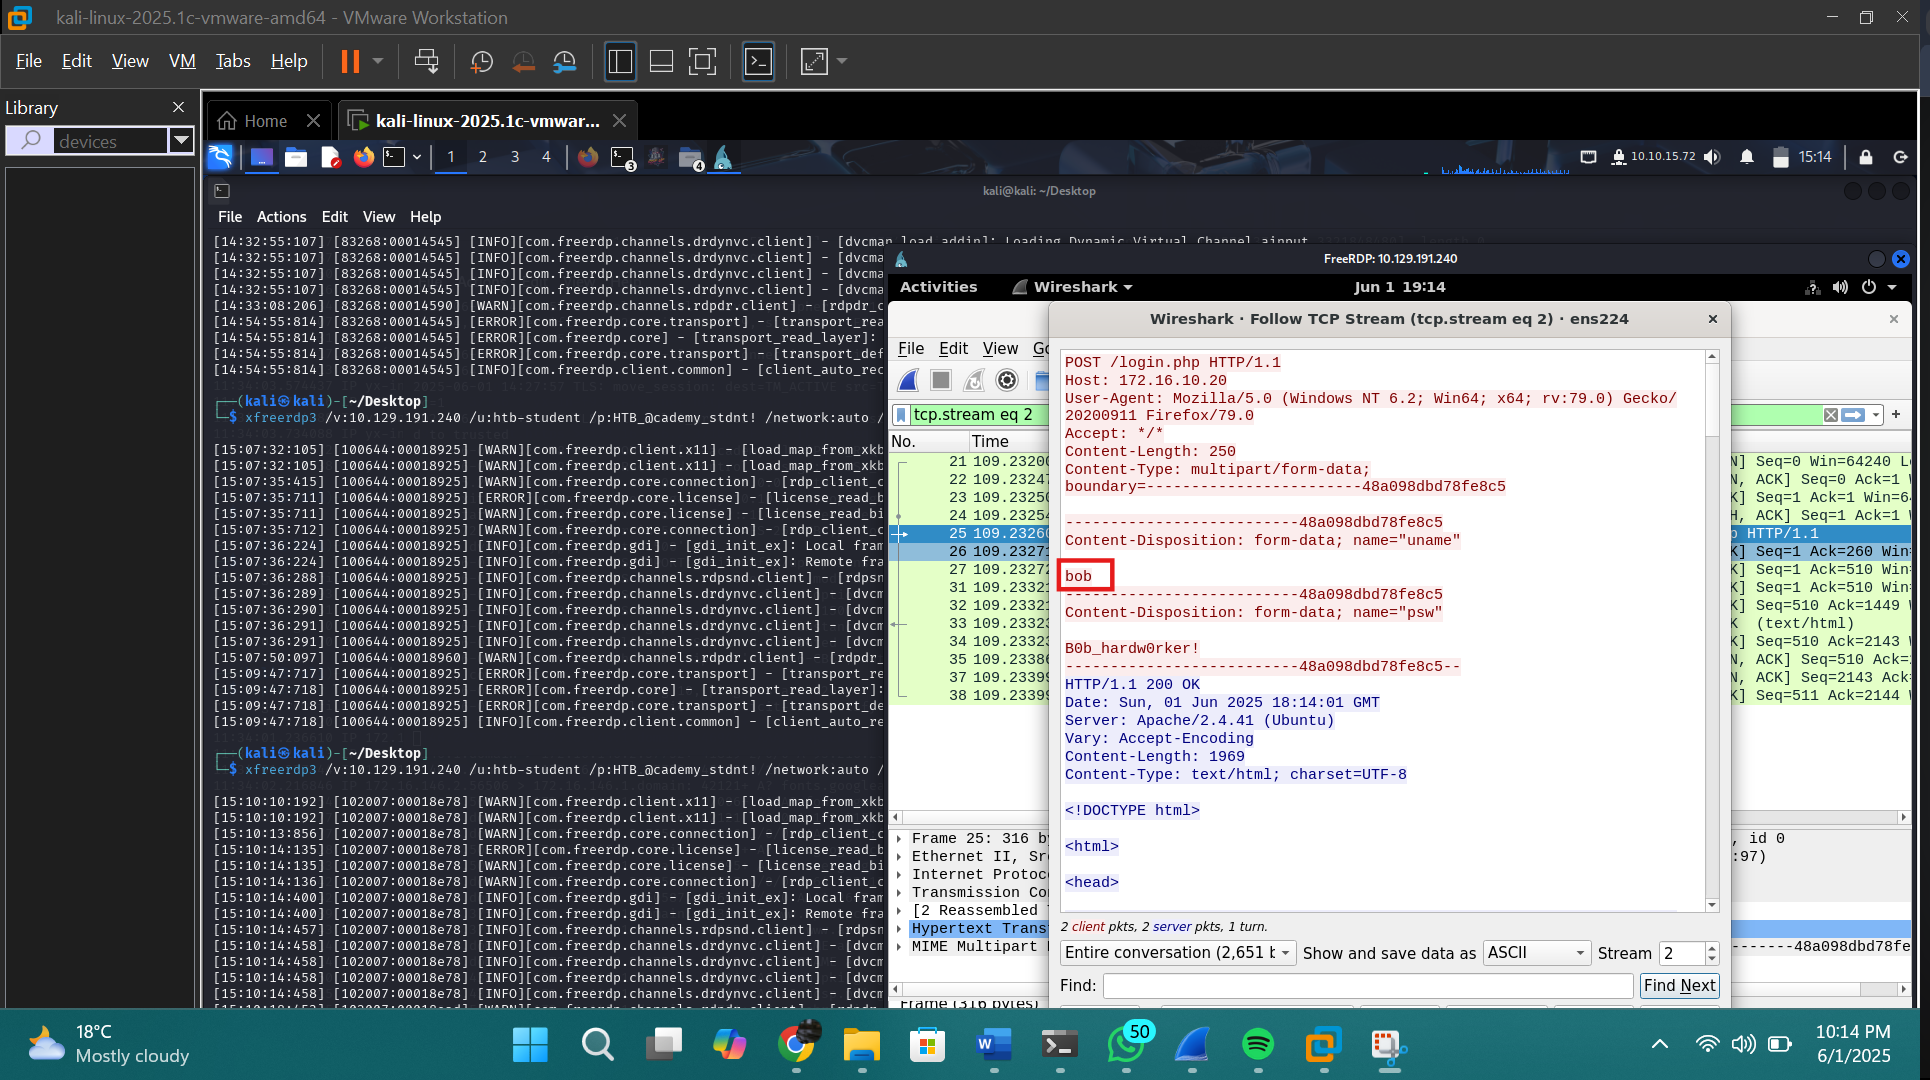 kali-linux-2025.1c-vmware-amd64 - VMware Workstation
File Edit View VM Tabs Help
Library
devices
Home
kali-linux-2025.1c-vmwar...
1 2 3 4
3
4
10.10.15.72
15:14
kali@kali: ~/Desktop
File Actions Edit View Help
[14:32:55:107] [83268:00014545] [INFO][com.freerdp.channels.drdynvc.client] - [dvcman_load_addin]: Loading Dynamic Virtual Channel ainput
[14:32:55:107] [83268:00014545] [INFO][com.freerdp.channels.drdynvc.client] - [dvcma
[14:32:55:107] [83268:00014545] [INFO][com.freerdp.channels.drdynvc.client] - [dvcma
[14:32:55:107] [83268:00014545] [INFO][com.freerdp.channels.drdynvc.client] - [dvcma
[14:33:08:206] [83268:00014590] [WARN][com.freerdp.channels.rdpdr.client] - [rdpdr_c
[14:54:55:814] [83268:00014545] [ERROR][com.freerdp.core.transport] - [transport_rea
[14:54:55:814] [83268:00014545] [ERROR][com.freerdp.core] - [transport_read_layer]:
[14:54:55:814] [83268:00014545] [ERROR][com.freerdp.core.transport] - [transport_def
[14:54:55:814] [83268:00014545] [INFO][com.freerdp.client.common] - [client_auto_rec
(kali㉿kali)-[~/Desktop]
$ xfreerdp3 /v:10.129.191.240 /u:htb-student /p:HTB_@cademy_stdnt! /network:auto /
[15:07:32:105] [100644:00018925] [WARN][com.freerdp.client.x11] - [load_map_from_xkb
[15:07:32:105] [100644:00018925] [WARN][com.freerdp.client.x11] - [load_map_from_xkb
[15:07:35:415] [100644:00018925] [WARN][com.freerdp.core.connection] - [rdp_client_c
[15:07:35:711] [100644:00018925] [ERROR][com.freerdp.core.license] - [license_read_b
[15:07:35:711] [100644:00018925] [WARN][com.freerdp.core.license] - [license_read_bi
[15:07:35:712] [100644:00018925] [WARN][com.freerdp.core.connection] - [rdp_client_c
[15:07:36:224] [100644:00018925] [INFO][com.freerdp.gdi] - [gdi_init_ex]: Local fram
[15:07:36:224] [100644:00018925] [INFO][com.freerdp.gdi] - [gdi_init_ex]: Remote fra
[15:07:36:288] [100644:00018925] [INFO][com.freerdp.channels.rdpsnd.client] - [rdpsn
[15:07:36:289] [100644:00018925] [INFO][com.freerdp.channels.drdynvc.client] - [dvcm
[15:07:36:290] [100644:00018925] [INFO][com.freerdp.channels.drdynvc.client] - [dvcm
[15:07:36:291] [100644:00018925] [INFO][com.freerdp.channels.drdynvc.client] - [dvcm
[15:07:36:291] [100644:00018925] [INFO][com.freerdp.channels.drdynvc.client] - [dvcm
[15:07:50:097] [100644:00018960] [WARN][com.freerdp.channels.rdpdr.client] - [rdpdr_
[15:09:47:717] [100644:00018925] [ERROR][com.freerdp.core.transport] - [transport_re
[15:09:47:718] [100644:00018925] [ERROR][com.freerdp.core] - [transport_read_layer]:
[15:09:47:718] [100644:00018925] [ERROR][com.freerdp.core.transport] - [transport_de
[15:09:47:718] [100644:00018925] [INFO][com.freerdp.client.common] - [client_auto_re
(kali㉿kali)-[~/Desktop]
$ xfreerdp3 /v:10.129.191.240 /u:htb-student /p:HTB_@cademy_stdnt! /network:auto /
[15:10:10:192] [102007:00018e78] [WARN][com.freerdp.client.x11] - [load_map_from_xkb
[15:10:10:192] [102007:00018e78] [WARN][com.freerdp.client.x11] - [load_map_from_xkb
[15:10:13:856] [102007:00018e78] [WARN][com.freerdp.core.connection] - [rdp_client_c
[15:10:14:135] [102007:00018e78] [ERROR][com.freerdp.core.license] - [license_read_b
[15:10:14:135] [102007:00018e78] [WARN][com.freerdp.core.license] - [license_read_bi
[15:10:14:136] [102007:00018e78] [WARN][com.freerdp.core.connection] - [rdp_client_c
[15:10:14:400] [102007:00018e78] [INFO][com.freerdp.gdi] - [gdi_init_ex]: Local fram
[15:10:14:400] [102007:00018e78] [INFO][com.freerdp.gdi] - [gdi_init_ex]: Remote fra
[15:10:14:457] [102007:00018e78] [INFO][com.freerdp.channels.rdpsnd.client] - [rdpsn
[15:10:14:458] [102007:00018e78] [INFO][com.freerdp.channels.drdynvc.client] - [dvcm
[15:10:14:458] [102007:00018e78] [INFO][com.freerdp.channels.drdynvc.client] - [dvcm
[15:10:14:458] [102007:00018e78] [INFO][com.freerdp.channels.drdynvc.client] - [dvcm
[15:10:14:458] [102007:00018e78] [INFO][com.freerdp.channels.drdynvc.client] - [dvcm
FreeRDP: 10.129.191.240
Activities Wireshark Jun 1 19:14
File Edit View Go
tcp.stream eq 2
No. Time
21 109.23200 N] Seq=0 Win=64240 L
22 109.23247 N, ACK] Seq=0 Ack=1
23 109.23250 K] Seq=1 Ack=1 Win=6
24 109.23254 H, ACK] Seq=1 Ack=1 W
25 109.23260 p HTTP/1.1
26 109.23271 K] Seq=1 Ack=260 Win=
27 109.23272 K] Seq=1 Ack=510 Win=
31 109.23321 K] Seq=1 Ack=510 Win=
32 109.23321 K] Seq=510 Ack=1449 W
33 109.23323 K (text/html)
34 109.23323 K] Seq=510 Ack=2143 W
35 109.23386 N, ACK] Seq=510 Ack=2
37 109.23399 N, ACK] Seq=2143 Ack=
38 109.23399 K] Seq=511 Ack=2144 W
Frame 25: 316 by , id 0
Ethernet II, Src :97)
Internet Protoco
Transmission Con
[2 Reassembled
Hypertext Trans
MIME Multipart -------48a098dbd78fe
Frame (316 bytes)
Wireshark · Follow TCP Stream (tcp.stream eq 2) · ens224
POST /login.php HTTP/1.1
Host: 172.16.10.20
User-Agent: Mozilla/5.0 (Windows NT 6.2; Win64; x64; rv:79.0) Gecko/
20200911 Firefox/79.0
Accept: */*
Content-Length: 250
Content-Type: multipart/form-data;
boundary=------------------------48a098dbd78fe8c5
--------------------------48a098dbd78fe8c5
Content-Disposition: form-data; name="uname"
bob
--------------------------48a098dbd78fe8c5
Content-Disposition: form-data; name="psw"
B0b_hardw0rker!
--------------------------48a098dbd78fe8c5--
HTTP/1.1 200 OK
Date: Sun, 01 Jun 2025 18:14:01 GMT
Server: Apache/2.4.41 (Ubuntu)
Vary: Accept-Encoding
Content-Length: 1969
Content-Type: text/html; charset=UTF-8
<!DOCTYPE html>
<html>
<head>
2 client pkts, 2 server pkts, 1 turn.
Entire conversation (2,651 b Show and save data as ASCII Stream 2
Find: Find Next
18°C
Mostly cloudy
50
10:14 PM
6/1/2025